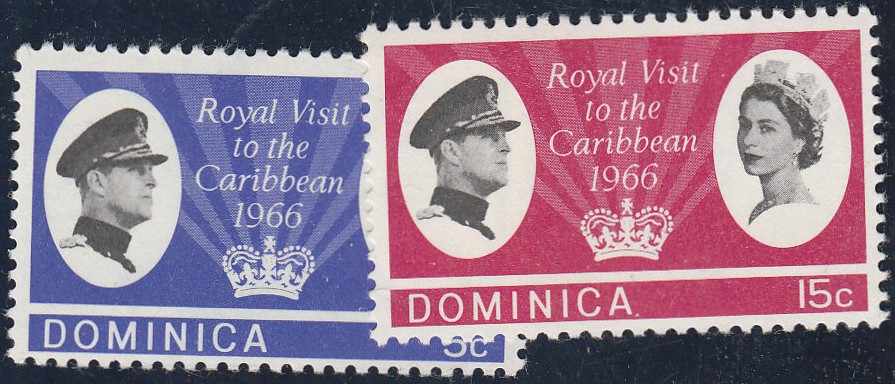 Royal Visit
to the
Caribbean
1966
DOMINICA
Royal Visit
to the
Caribbean
1966
DOMINICA
15c